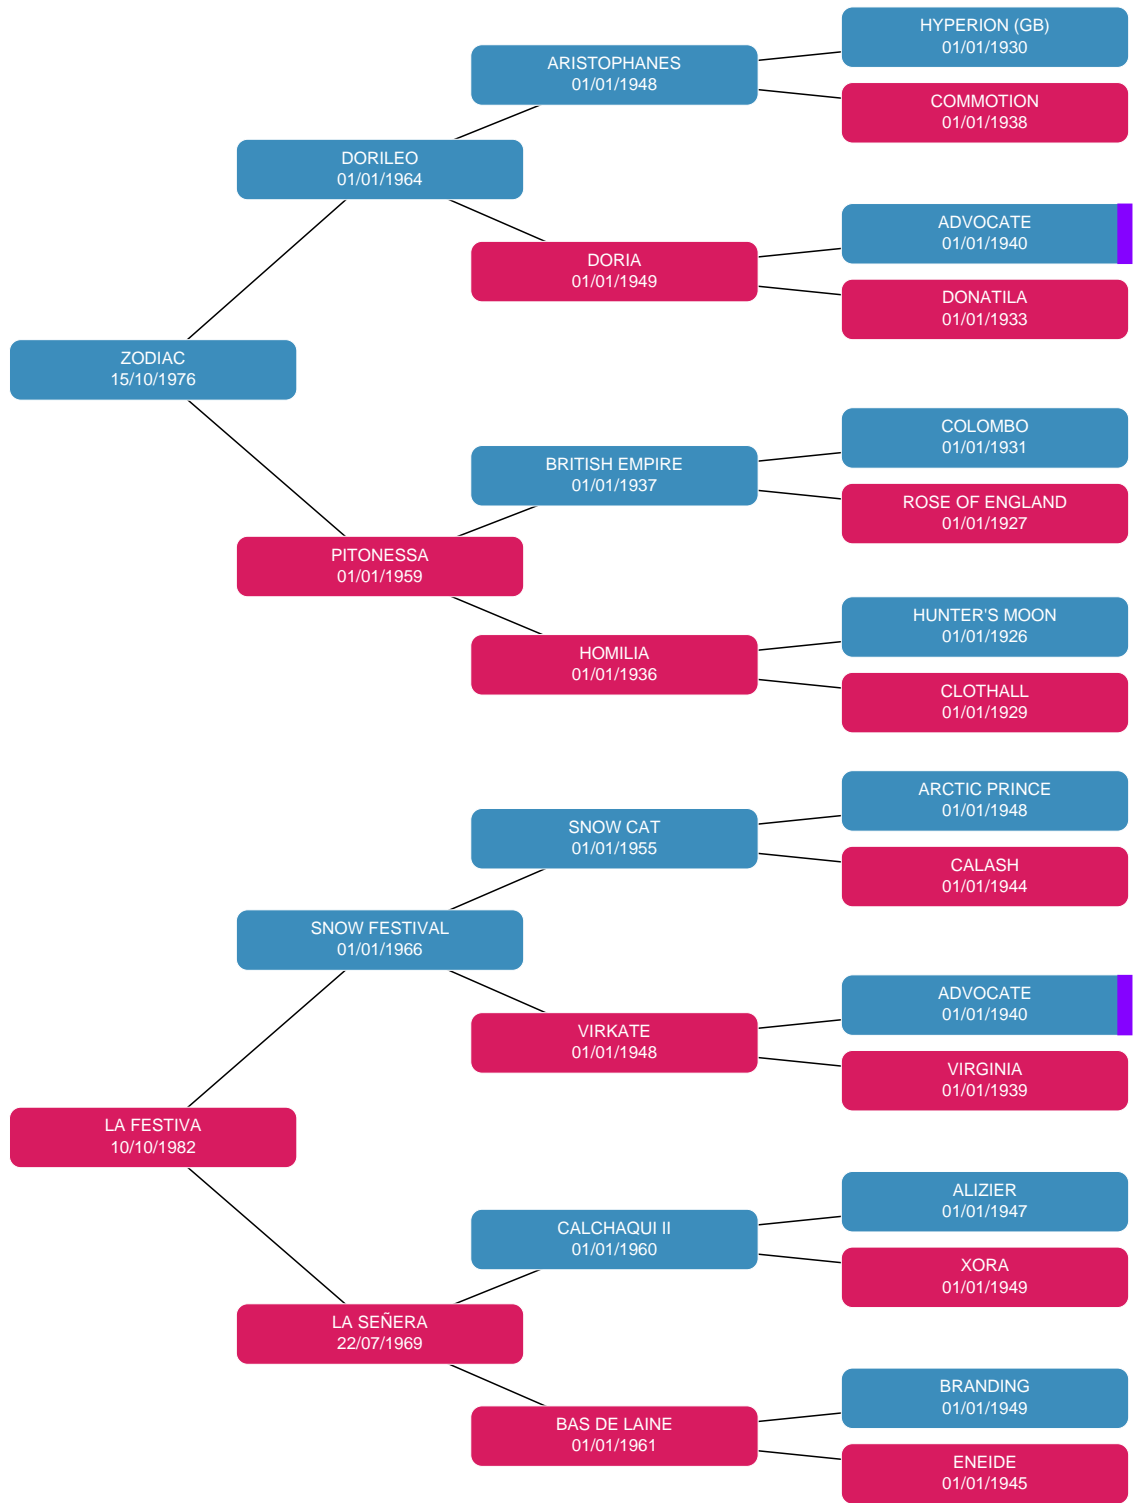 HYPERION (GB)
01/01/1930
ARISTOPHANES
01/01/1948
COMMOTION
01/01/1938
DORILEO
01/01/1964
ADVOCATE
01/01/1940
DORIA
01/01/1949
DONATILA
01/01/1933
ZODIAC
15/10/1976
COLOMBO
01/01/1931
BRITISH EMPIRE
01/01/1937
ROSE OF ENGLAND
01/01/1927
PITONESSA
01/01/1959
HUNTER'S MOON
01/01/1926
HOMILIA
01/01/1936
CLOTHALL
01/01/1929
ARCTIC PRINCE
01/01/1948
SNOW CAT
01/01/1955
CALASH
01/01/1944
SNOW FESTIVAL
01/01/1966
ADVOCATE
01/01/1940
VIRKATE
01/01/1948
VIRGINIA
01/01/1939
LA FESTIVA
10/10/1982
ALIZIER
01/01/1947
CALCHAQUI II
01/01/1960
XORA
01/01/1949
LA SEÑERA
22/07/1969
BRANDING
01/01/1949
BAS DE LAINE
01/01/1961
ENEIDE
01/01/1945